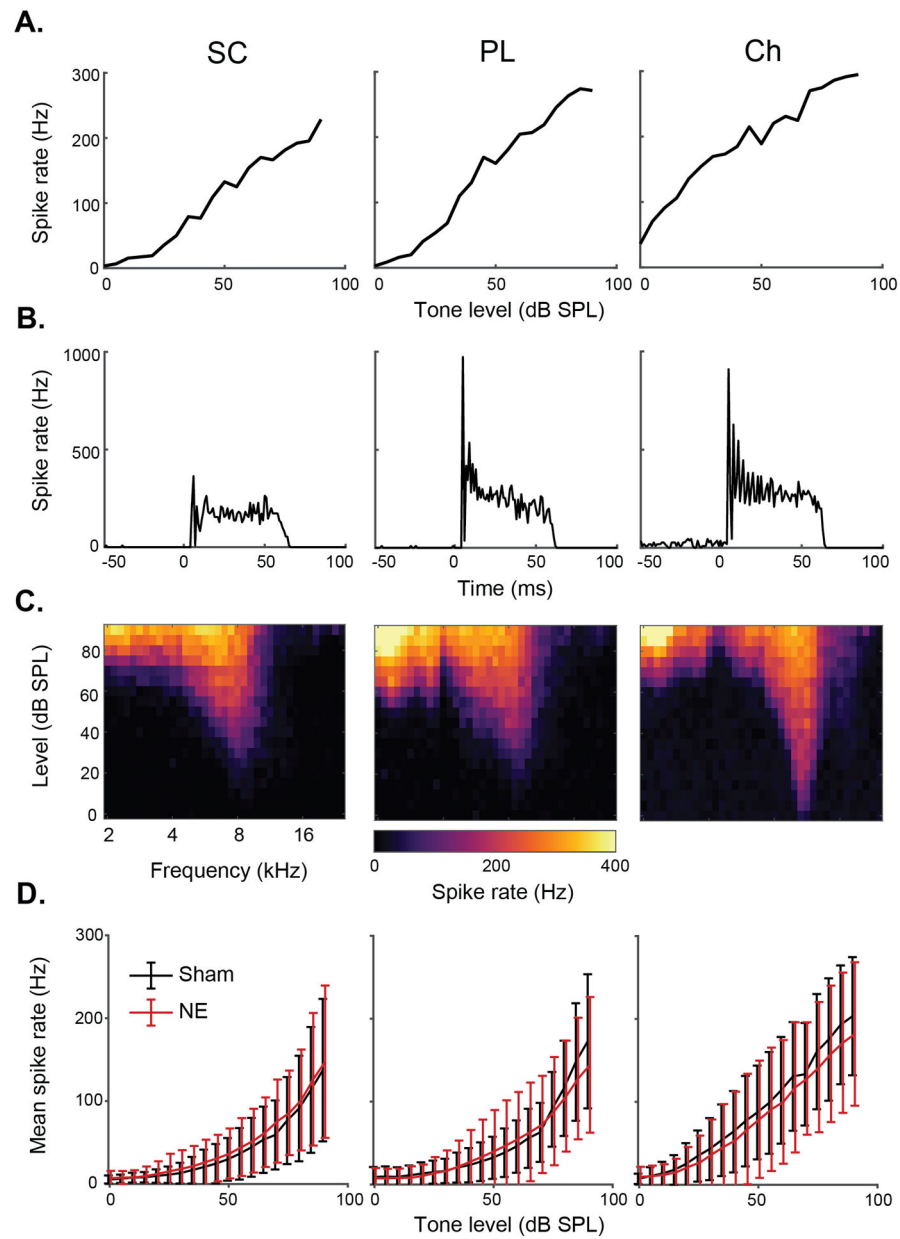 A.
SC PL Ch
300
200
100
0
Spike rate (Hz)
0 50 100 0 50 100 0 50 100
Tone level (dB SPL)
B.
1000
500
0
Spike rate (Hz)
-50 0 50 100 -50 0 50 100 -50 0 50 100
Time (ms)
C.
80
60
40
20
0
Level (dB SPL)
2 4 8 16
Frequency (kHz)
0 200 400
Spike rate (Hz)
D.
300
200
100
0
Mean spike rate (Hz)
Sham
NE
0 50 100 0 50 100 0 50 100
Tone level (dB SPL)